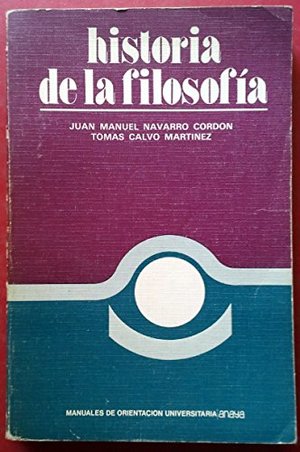 historia
de la filosofía
JUAN MANUEL NAVARRO CORDON
TOMAS CALVO MARTINEZ
MANUALES DE ORIENTACION UNIVERSITARIA/anaya